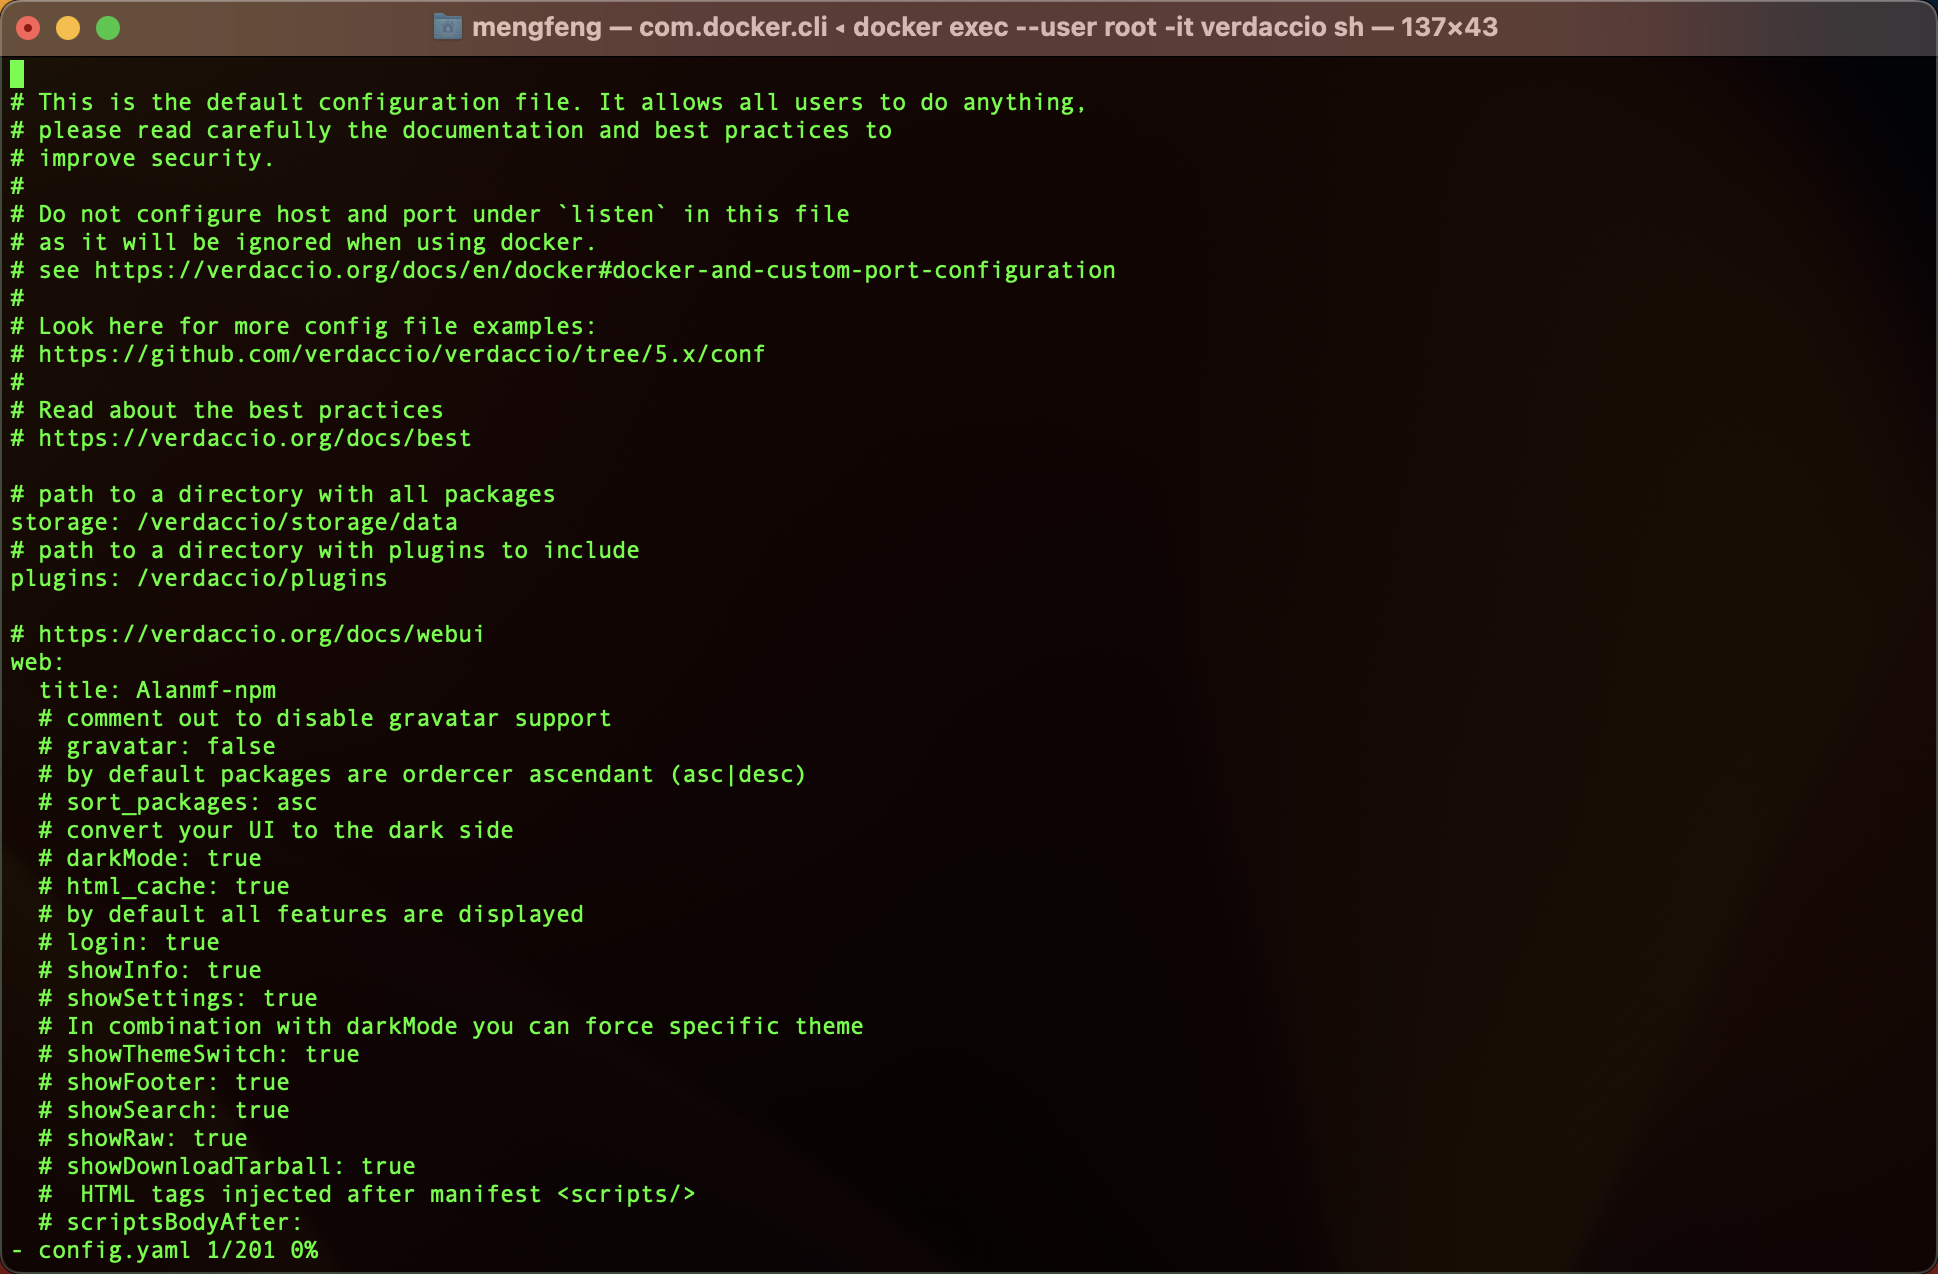 mengfeng — com.docker.cli ◂ docker exec --user root -it verdaccio sh — 137×43
# This is the default configuration file. It allows all users to do anything,
# please read carefully the documentation and best practices to
# improve security.
#
# Do not configure host and port under `listen` in this file
# as it will be ignored when using docker.
# see https://verdaccio.org/docs/en/docker#docker-and-custom-port-configuration
#
# Look here for more config file examples:
# https://github.com/verdaccio/verdaccio/tree/5.x/conf
#
# Read about the best practices
# https://verdaccio.org/docs/best

# path to a directory with all packages
storage: /verdaccio/storage/data
# path to a directory with plugins to include
plugins: /verdaccio/plugins

# https://verdaccio.org/docs/webui
web:
  title: Alanmf-npm
  # comment out to disable gravatar support
  # gravatar: false
  # by default packages are ordercer ascendant (asc|desc)
  # sort_packages: asc
  # convert your UI to the dark side
  # darkMode: true
  # html_cache: true
  # by default all features are displayed
  # login: true
  # showInfo: true
  # showSettings: true
  # In combination with darkMode you can force specific theme
  # showThemeSwitch: true
  # showFooter: true
  # showSearch: true
  # showRaw: true
  # showDownloadTarball: true
  #  HTML tags injected after manifest <scripts/>
  # scriptsBodyAfter:
- config.yaml 1/201 0%